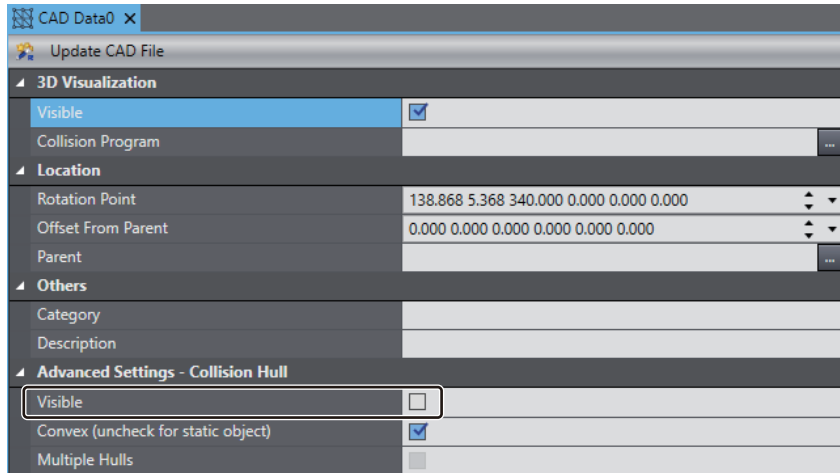 CAD Data0
Update CAD File
3D Visualization
Visible
Collision Program ...
Location
Rotation Point 138.868 5.368 340.000 0.000 0.000 0.000
Offset From Parent 0.000 0.000 0.000 0.000 0.000 0.000
Parent ...
Others
Category
Description
Advanced Settings - Collision Hull
Visible
Convex (uncheck for static object)
Multiple Hulls